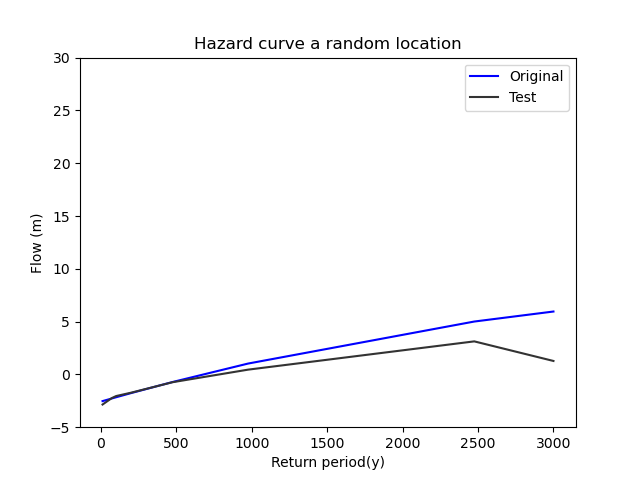 Hazard curve a random location
Original
Test
30
25
20
15
10
5
0
−5
Flow (m)
0 500 1000 1500 2000 2500 3000
Return period(y)